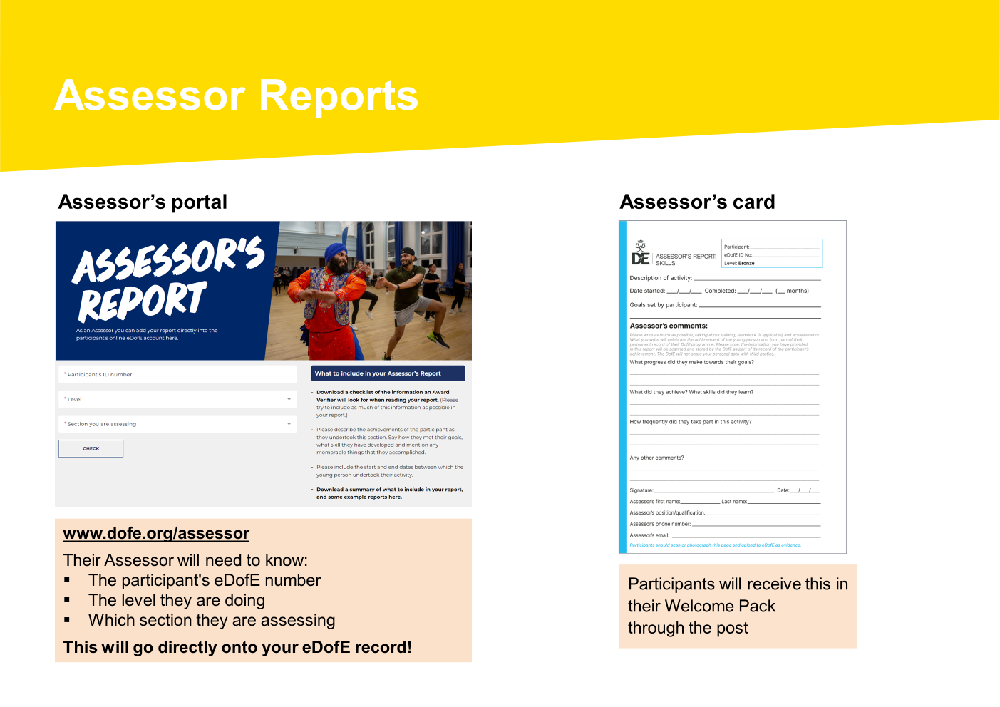 Assessor Reports
Assessor’s portal
ASSESSOR'S
REPORT
As an Assessor you can add your report directly into the
participant's online eDofE account here.
* Participant's ID number
* Level
* Section you are assessing
CHECK
What to include in your Assessor's Report
- Download a checklist of the information an Award
Verifier will look for when reading your report. (Please
try to include as much of this information as possible in
your report.)
- Please describe the achievements of the participant as
they undertook this section. Say how they met their goals,
what skill they have developed and mention any
memorable things that they accomplished.
- Please include the start and end dates between which the
young person undertook their activity.
- Download a summary of what to include in your report,
and some example reports here.
www.dofe.org/assessor
Their Assessor will need to know:
▪ The participant's eDofE number
▪ The level they are doing
▪ Which section they are assessing
This will go directly onto your eDofE record!
Assessor’s card
DofE
ASSESSOR'S REPORT:
SKILLS
Participant:
eDofE ID No:
Level: Bronze
Description of activity:
Date started: __/__/__ Completed: __/__/__ (__ months)
Goals set by participant:
Assessor's comments:
Please write as much as possible, talking about training, teamwork (if applicable) and achievements.
What you write will celebrate the achievement of the young person and form part of their
permanent record of their DofE programme. Please note: the information you have provided
in this report will be scanned and stored by the DofE as part of its record of the participant's
achievement. The DofE will not share your personal data with third parties.
What progress did they make towards their goals?
What did they achieve? What skills did they learn?
How frequently did they take part in this activity?
Any other comments?
Signature: Date:__/__/__
Assessor's first name: Last name:
Assessor's position/qualification:
Assessor's phone number:
Assessor's email:
Participants should scan or photograph this page and upload to eDofE as evidence.
Participants will receive this in
their Welcome Pack
through the post